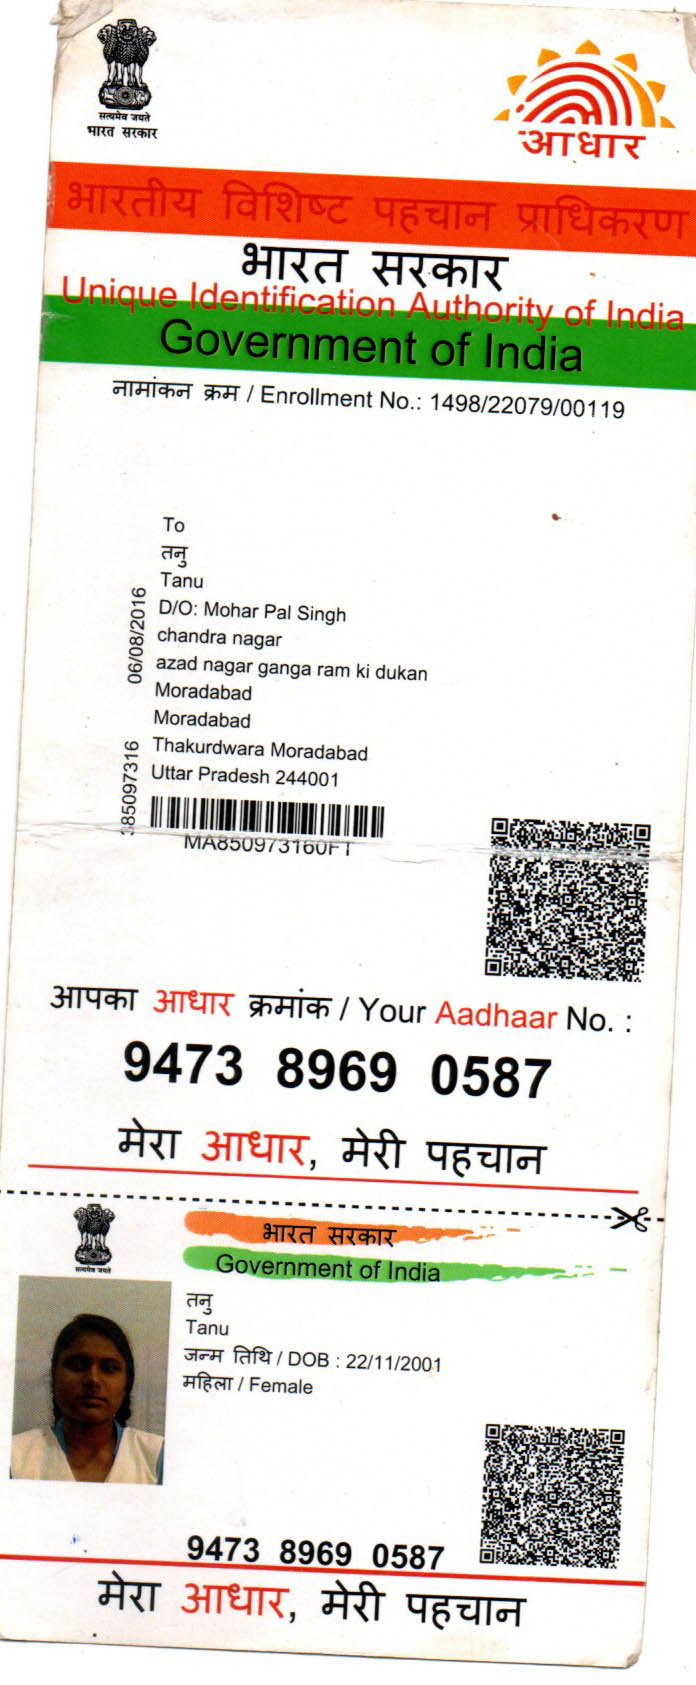 सत्यमेव जयते
भारत सरकार
आधार
भारतीय विशिष्ट पहचान प्राधिकरण
भारत सरकार
Unique Identification Authority of India
Government of India
नामांकन क्रम / Enrollment No.: 1498/22079/00119
To
तनु
Tanu
D/O: Mohar Pal Singh
chandra nagar
azad nagar ganga ram ki dukan
Moradabad
Moradabad
Thakurdwara Moradabad
Uttar Pradesh 244001
06/08/2016
85097316
MA850973160FT
आपका आधार क्रमांक / Your Aadhaar No. :
9473 8969 0587
मेरा आधार, मेरी पहचान
सत्यमेव जयते
भारत सरकार
Government of India
तनु
Tanu
जन्म तिथि / DOB : 22/11/2001
महिला / Female
9473 8969 0587
मेरा आधार, मेरी पहचान